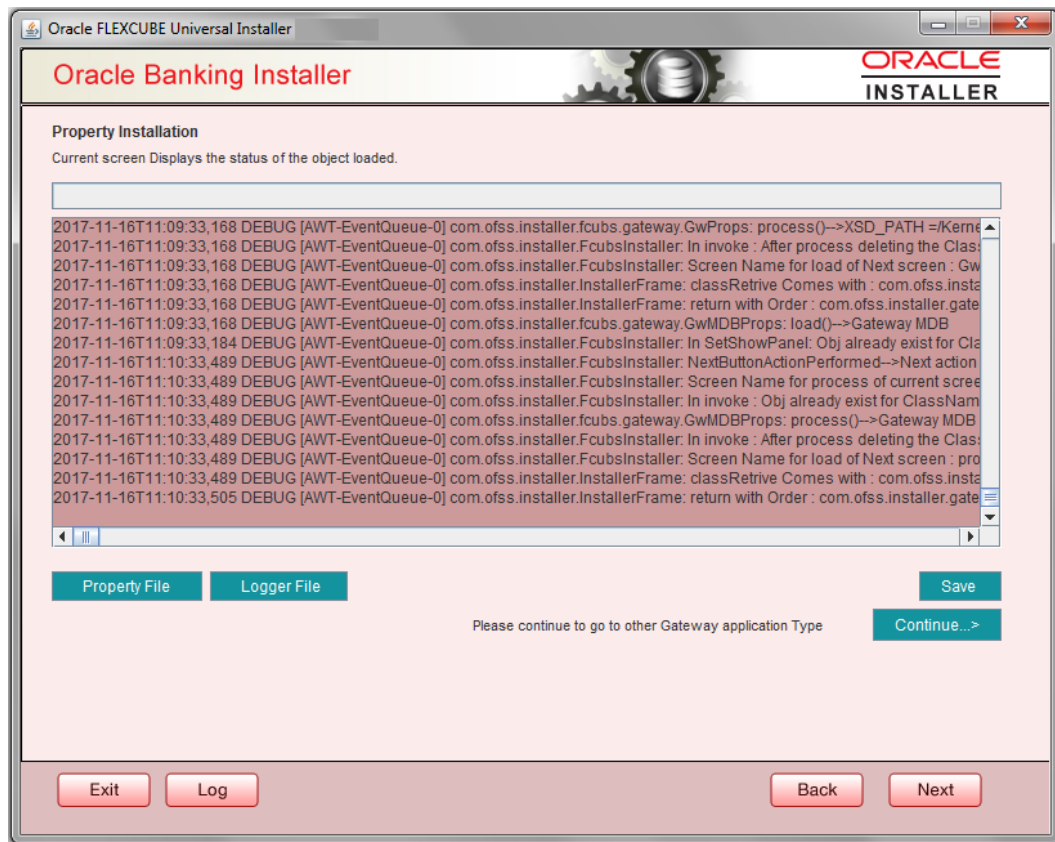 Oracle FLEXCUBE Universal Installer
Oracle Banking Installer
ORACLE
INSTALLER
Property Installation
Current screen Displays the status of the object loaded.
2017-11-16T11:09:33,168 DEBUG [AWT-EventQueue-0] com.ofss.installer.fcubs.gateway.GwProps: process()-->XSD_PATH =/Kerne
2017-11-16T11:09:33,168 DEBUG [AWT-EventQueue-0] com.ofss.installer.FcubsInstaller: In invoke : After process deleting the Clas
2017-11-16T11:09:33,168 DEBUG [AWT-EventQueue-0] com.ofss.installer.FcubsInstaller: Screen Name for load of Next screen : Gw
2017-11-16T11:09:33,168 DEBUG [AWT-EventQueue-0] com.ofss.installer.InstallerFrame: classRetrive Comes with : com.ofss.insta
2017-11-16T11:09:33,168 DEBUG [AWT-EventQueue-0] com.ofss.installer.InstallerFrame: return with Order : com.ofss.installer.gate
2017-11-16T11:09:33,168 DEBUG [AWT-EventQueue-0] com.ofss.installer.fcubs.gateway.GwMDBProps: load()-->Gateway MDB
2017-11-16T11:09:33,184 DEBUG [AWT-EventQueue-0] com.ofss.installer.FcubsInstaller: In SetShowPanel: Obj already exist for Cla
2017-11-16T11:10:33,489 DEBUG [AWT-EventQueue-0] com.ofss.installer.FcubsInstaller: NextButtonActionPerformed-->Next action
2017-11-16T11:10:33,489 DEBUG [AWT-EventQueue-0] com.ofss.installer.FcubsInstaller: Screen Name for process of current scree
2017-11-16T11:10:33,489 DEBUG [AWT-EventQueue-0] com.ofss.installer.FcubsInstaller: In invoke : Obj already exist for ClassNam
2017-11-16T11:10:33,489 DEBUG [AWT-EventQueue-0] com.ofss.installer.fcubs.gateway.GwMDBProps: process()-->Gateway MDB
2017-11-16T11:10:33,489 DEBUG [AWT-EventQueue-0] com.ofss.installer.FcubsInstaller: In invoke : After process deleting the Clas
2017-11-16T11:10:33,489 DEBUG [AWT-EventQueue-0] com.ofss.installer.FcubsInstaller: Screen Name for load of Next screen : pro
2017-11-16T11:10:33,489 DEBUG [AWT-EventQueue-0] com.ofss.installer.InstallerFrame: classRetrive Comes with : com.ofss.insta
2017-11-16T11:10:33,505 DEBUG [AWT-EventQueue-0] com.ofss.installer.InstallerFrame: return with Order : com.ofss.installer.gate
Property File Logger File Save
Please continue to go to other Gateway application Type Continue...>
Exit Log Back Next